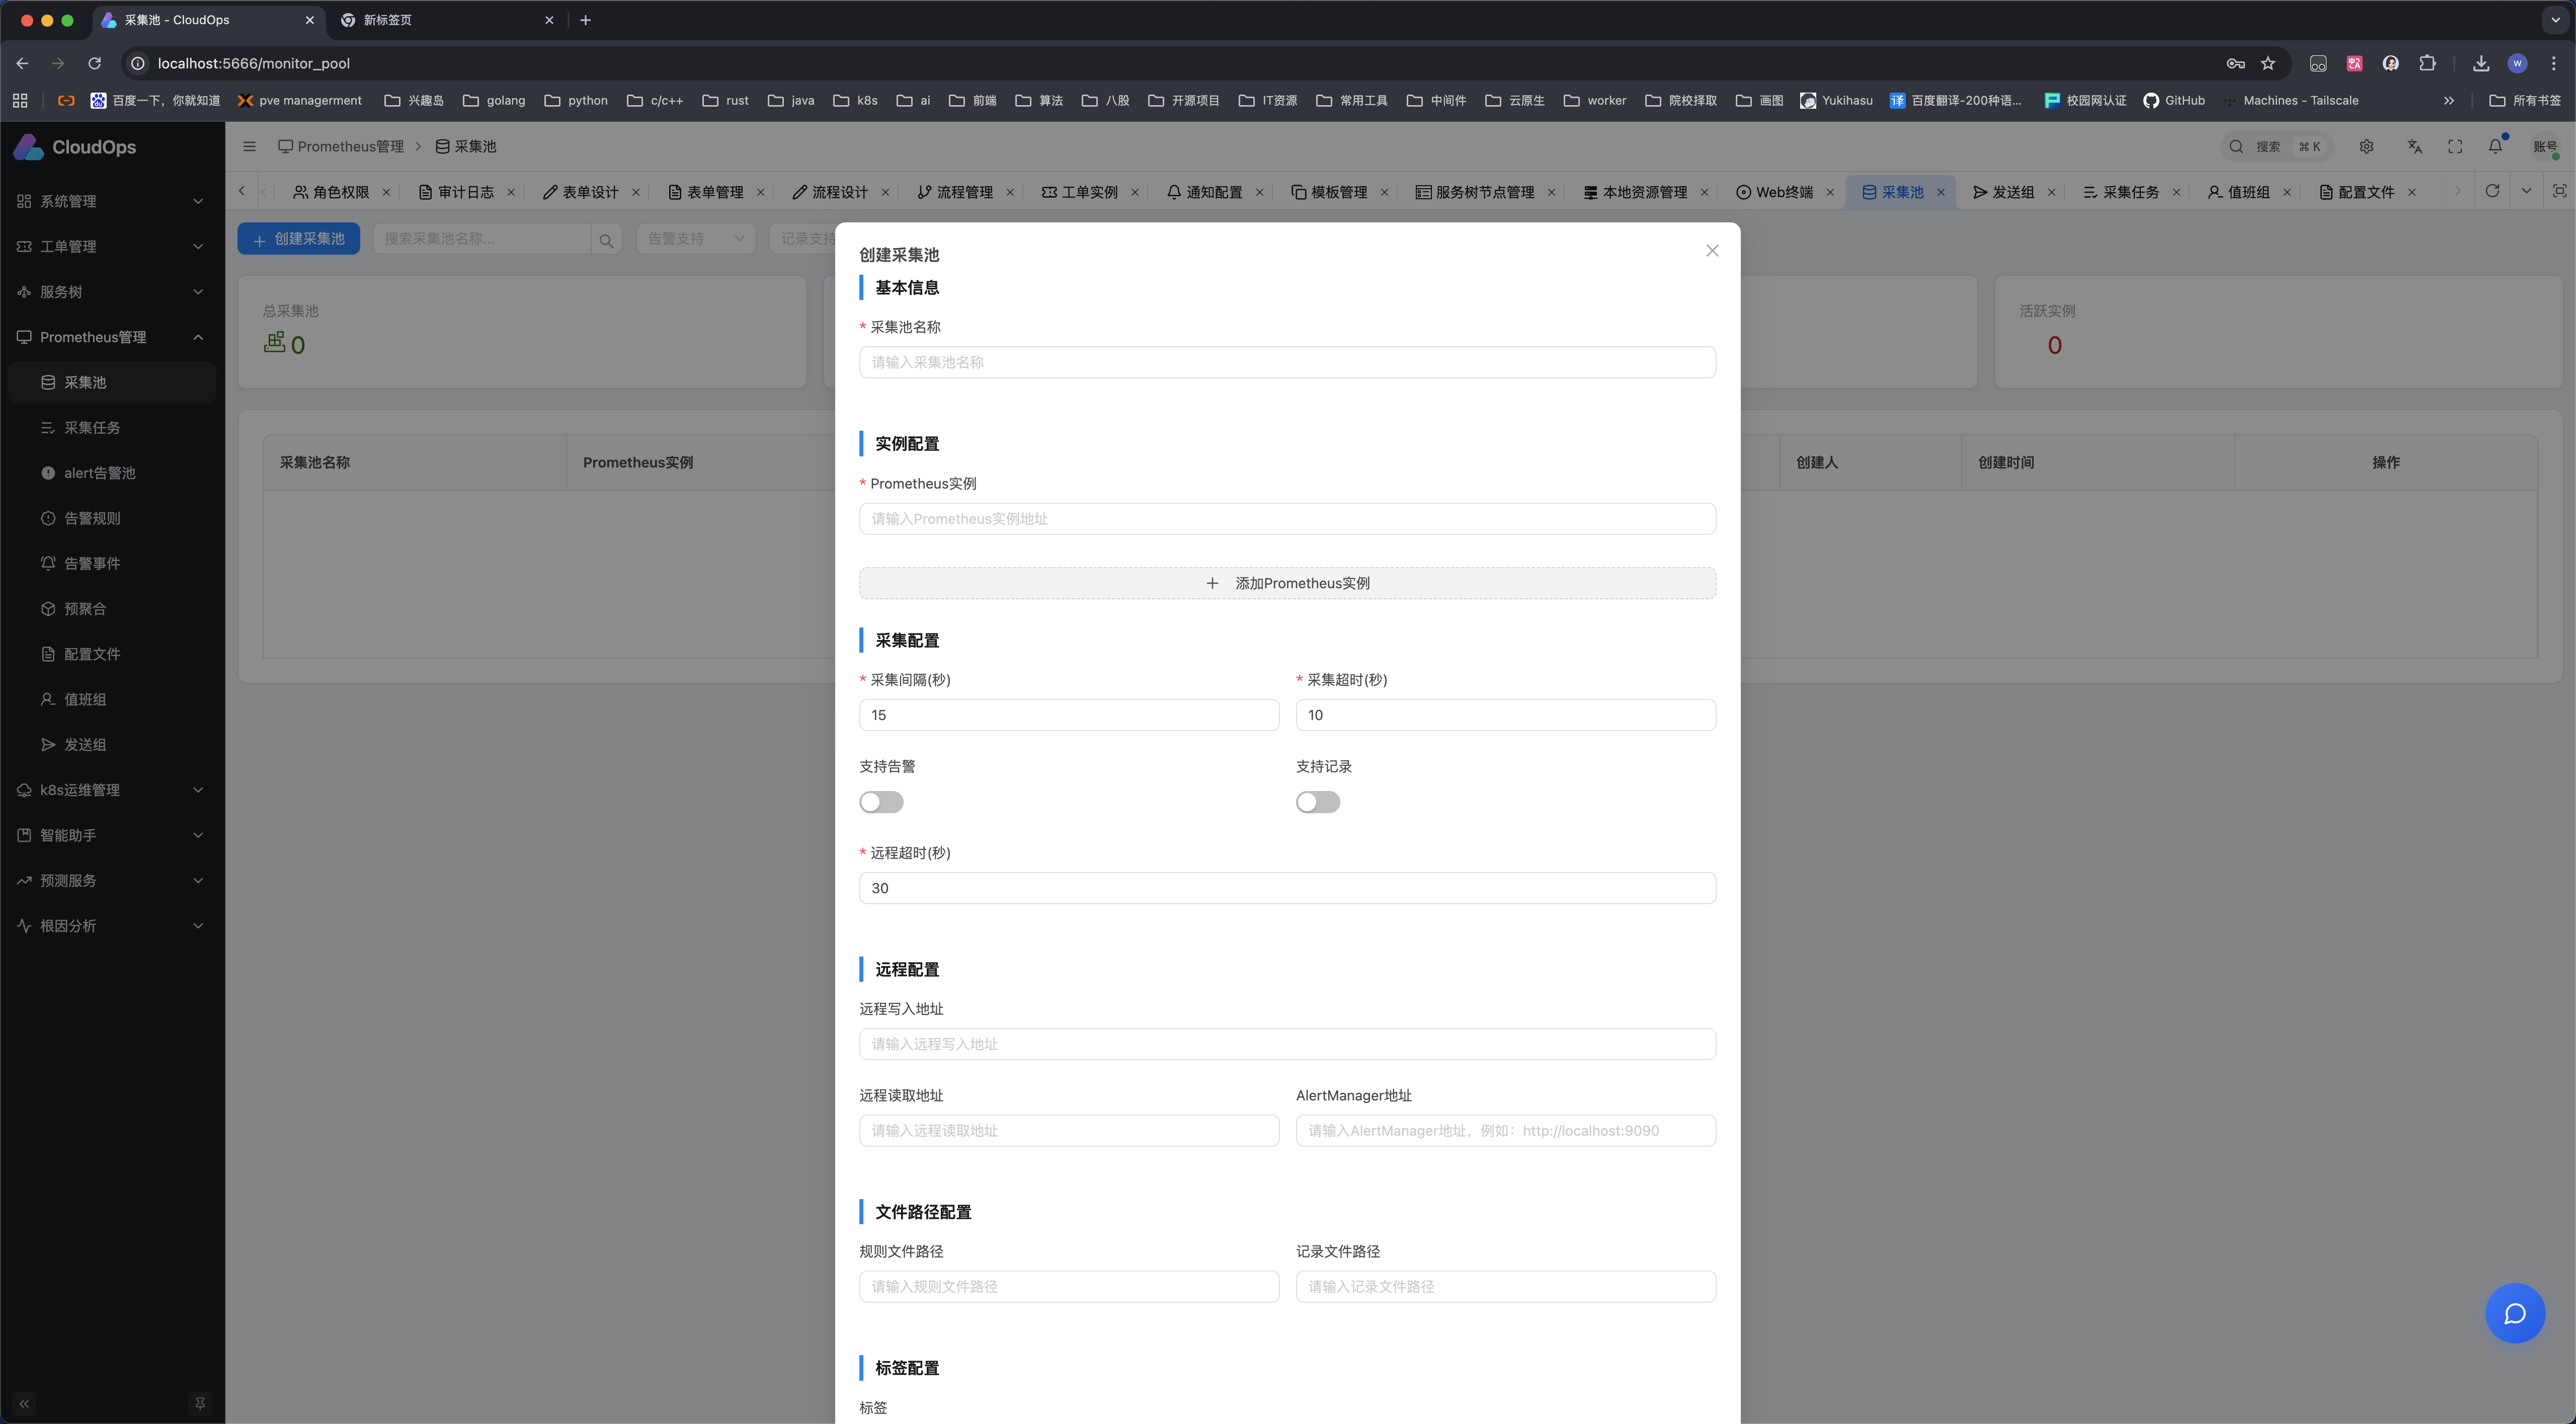 采集池 - CloudOps
新标签页
localhost:5666/monitor_pool
百度一下，你就知道 pve managerment 兴趣岛 golang python c/c++ rust java k8s ai 前端 算法 八股 开源项目 IT资源 常用工具 中间件 云原生 worker 院校择取 画图 Yukihasu 百度翻译-200种语... 校园网认证 GitHub Machines - Tailscale 所有书签
CloudOps
Prometheus管理 > 采集池
搜索 ⌘ K
账号
角色权限 审计日志 表单设计 表单管理 流程设计 流程管理 工单实例 通知配置 模板管理 服务树节点管理 本地资源管理 Web终端 采集池 发送组 采集任务 值班组 配置文件
系统管理
工单管理
服务树
Prometheus管理
采集池
采集任务
alert告警池
告警规则
告警事件
预聚合
配置文件
值班组
发送组
k8s运维管理
智能助手
预测服务
根因分析
+ 创建采集池
搜索采集池名称...
告警支持
记录支持
总采集池
0
活跃实例
0
采集池名称 Prometheus实例 创建人 创建时间 操作
创建采集池
基本信息
* 采集池名称
请输入采集池名称
实例配置
* Prometheus实例
请输入Prometheus实例地址
+ 添加Prometheus实例
采集配置
* 采集间隔(秒) * 采集超时(秒)
15 10
支持告警 支持记录
* 远程超时(秒)
30
远程配置
远程写入地址
请输入远程写入地址
远程读取地址 AlertManager地址
请输入远程读取地址 请输入AlertManager地址，例如：http://localhost:9090
文件路径配置
规则文件路径 记录文件路径
请输入规则文件路径 请输入记录文件路径
标签配置
标签